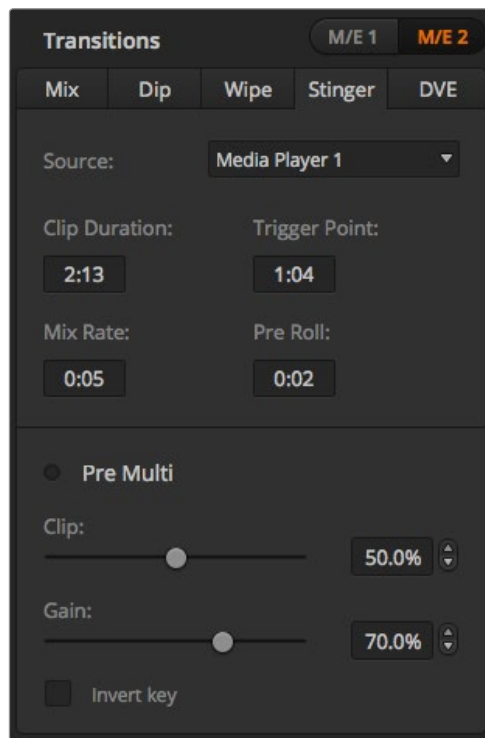 Transitions M/E 1 M/E 2
Mix Dip Wipe Stinger DVE
Source: Media Player 1
Clip Duration: Trigger Point:
2:13 1:04
Mix Rate: Pre Roll:
0:05 0:02
Pre Multi
Clip:
50.0%
Gain:
70.0%
Invert key